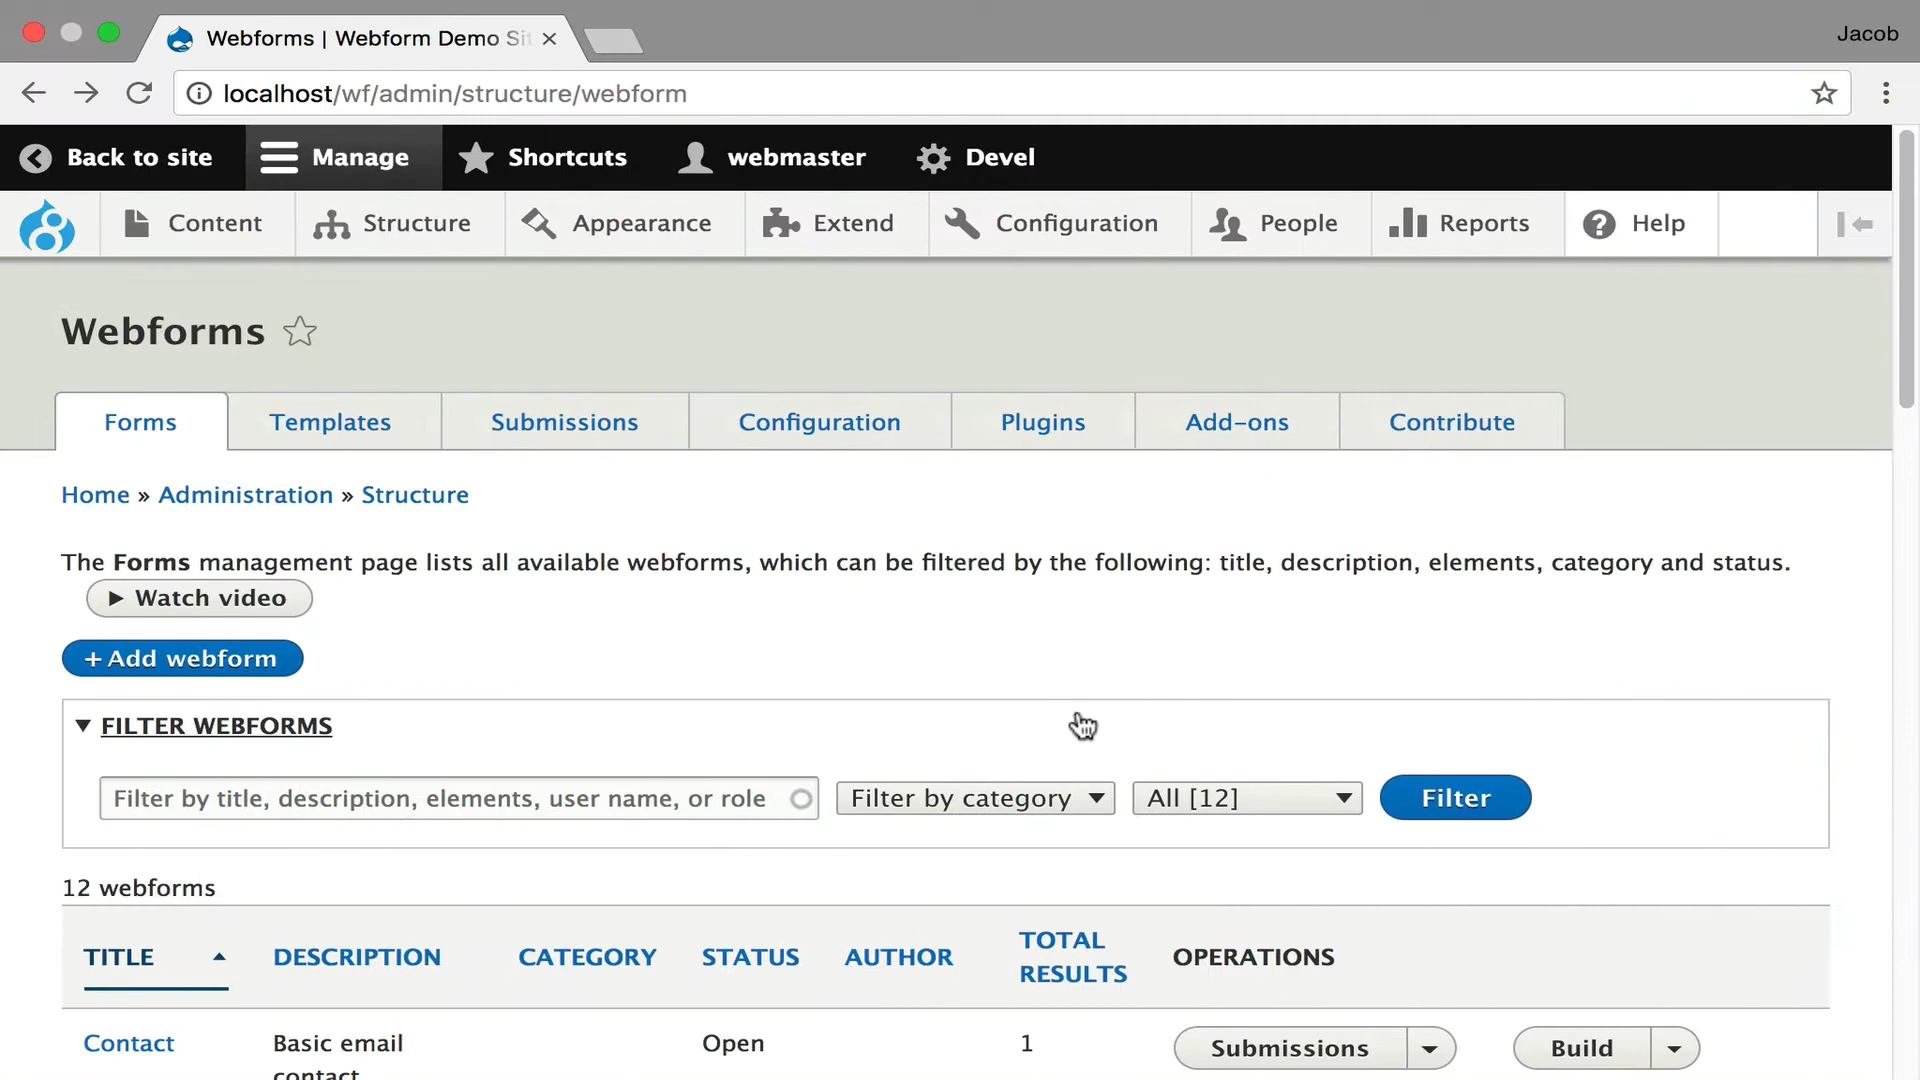 Webforms | Webform Demo Si
Jacob
localhost/wf/admin/structure/webform
Back to site Manage Shortcuts webmaster Devel
Content Structure Appearance Extend Configuration People Reports Help
Webforms
Forms Templates Submissions Configuration Plugins Add-ons Contribute
Home » Administration » Structure
The Forms management page lists all available webforms, which can be filtered by the following: title, description, elements, category and status.
Watch video
+ Add webform
FILTER WEBFORMS
Filter by title, description, elements, user name, or role Filter by category All [12] Filter
12 webforms
TITLE DESCRIPTION CATEGORY STATUS AUTHOR TOTAL RESULTS OPERATIONS
Contact Basic email contact Open 1 Submissions Build